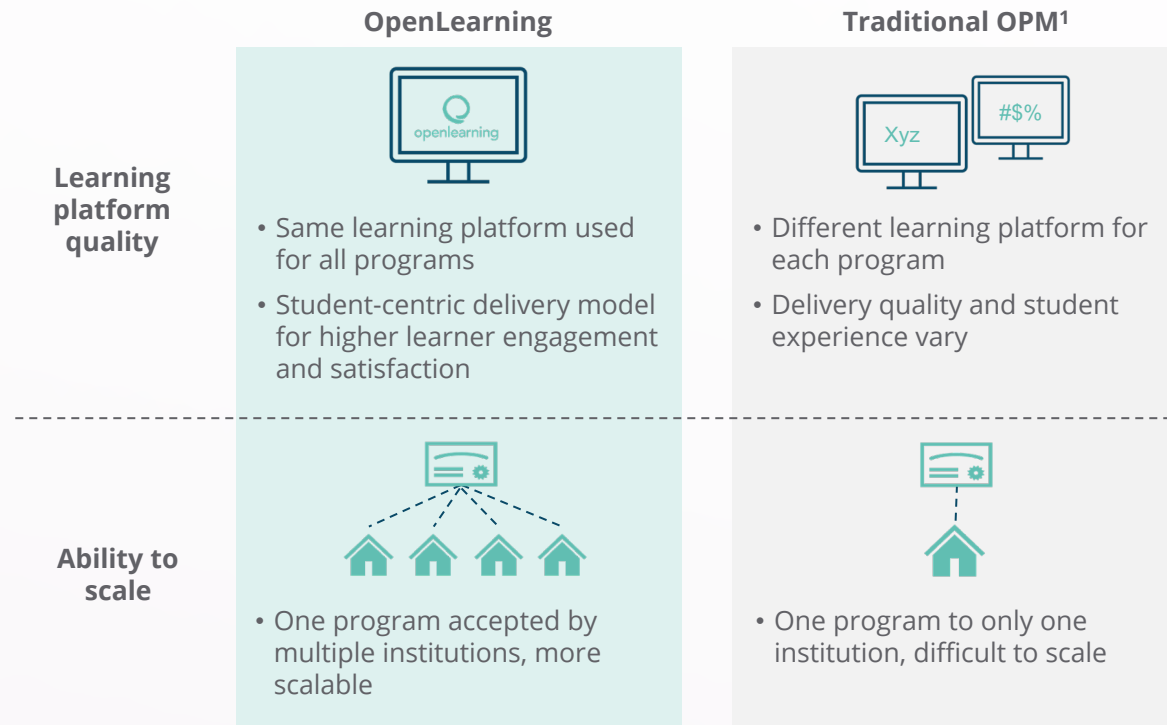 OpenLearning
Traditional OPM¹
Learning
platform
quality
openlearning
• Same learning platform used
for all programs
• Student-centric delivery model
for higher learner engagement
and satisfaction
Xyz
#$%
• Different learning platform for
each program
• Delivery quality and student
experience vary
Ability to
scale
• One program accepted by
multiple institutions, more
scalable
• One program to only one
institution, difficult to scale